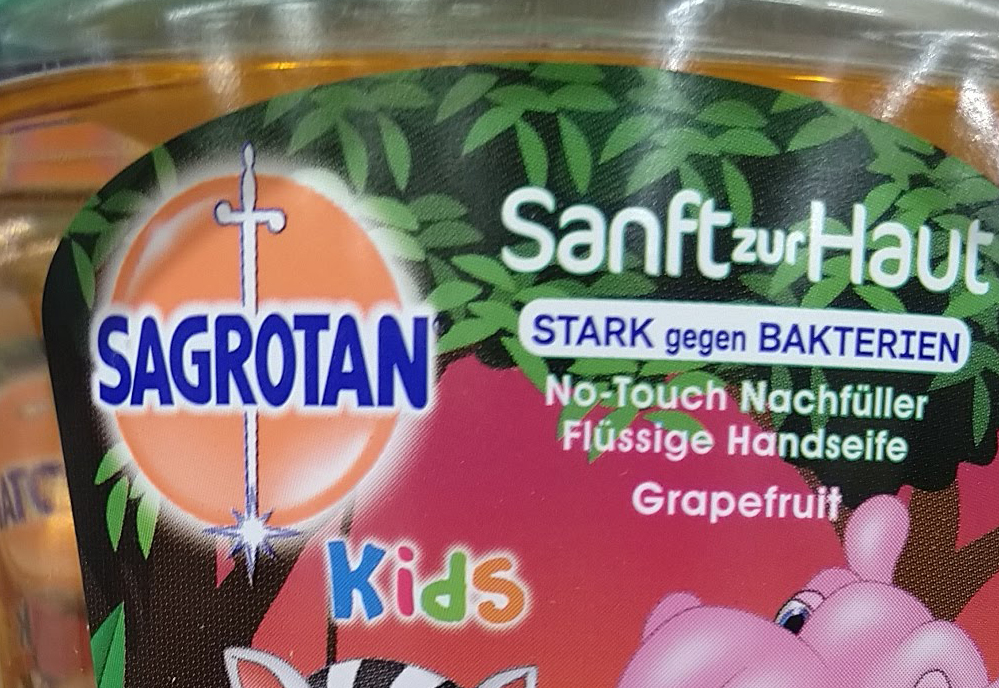 Sanft zur Haut
SAGROTAN
STARK gegen BAKTERIEN
No-Touch Nachfüller
Flüssige Handseife
Grapefruit
Kids